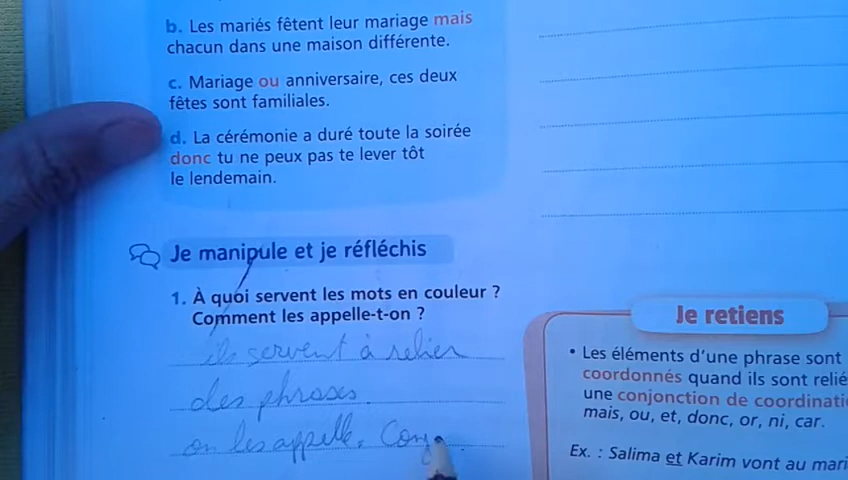 b. Les mariés fêtent leur mariage mais
chacun dans une maison différente.
c. Mariage ou anniversaire, ces deux
fêtes sont familiales.
d. La cérémonie a duré toute la soirée
donc tu ne peux pas te lever tôt
le lendemain.
Je manipule et je réfléchis
1. À quoi servent les mots en couleur ?
Comment les appelle-t-on ?
ils servent à relier
des phrases.
on les appelle. Conj
Je retiens
• Les éléments d'une phrase sont
coordonnés quand ils sont relié
une conjonction de coordinati
mais, ou, et, donc, or, ni, car.
Ex. : Salima et Karim vont au mari